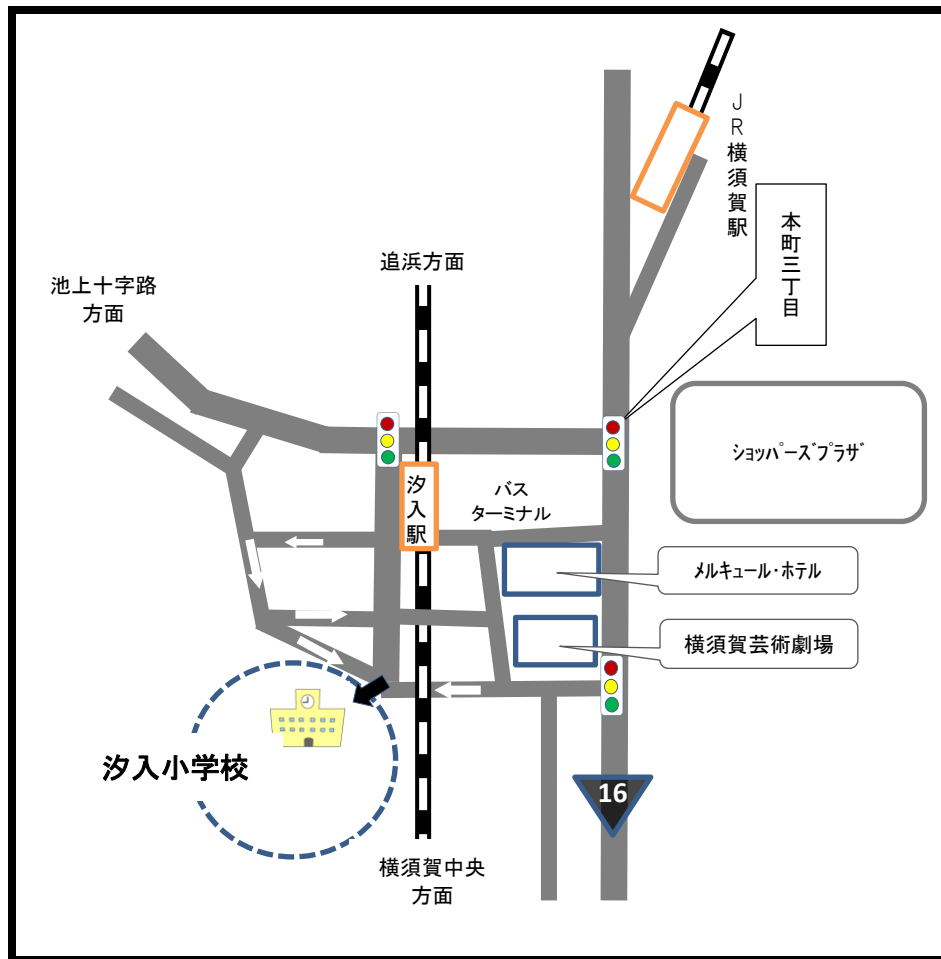 JR横須賀駅
本町三丁目
追浜方面
池上十字路
方面
ｼｮｯﾊﾟｰｽﾞﾌﾟﾗｻﾞ
汐入駅
バス
ターミナル
ﾒﾙｷｭｰﾙ･ﾎﾃﾙ
横須賀芸術劇場
汐入小学校
16
横須賀中央
方面